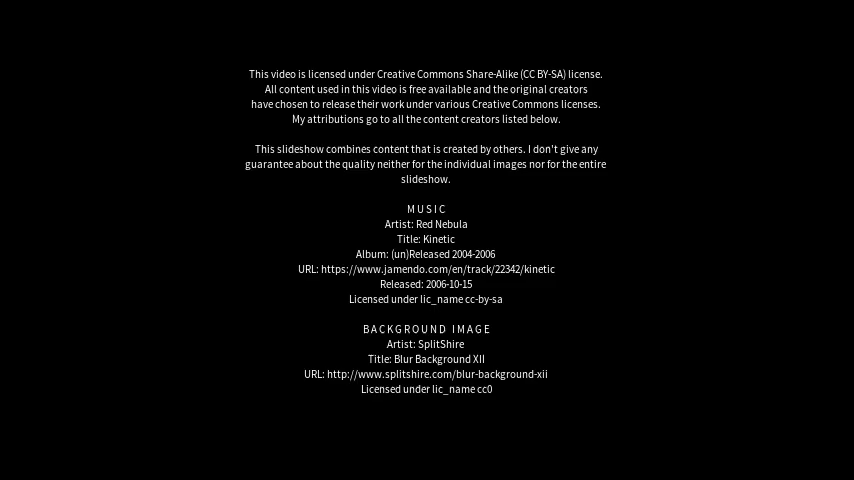 This video is licensed under Creative Commons Share-Alike (CC BY-SA) license.
All content used in this video is free available and the original creators
have chosen to release their work under various Creative Commons licenses.
My attributions go to all the content creators listed below.
This slideshow combines content that is created by others. I don't give any
guarantee about the quality neither for the individual images nor for the entire
slideshow.
M U S I C
Artist: Red Nebula
Title: Kinetic
Album: (un)Released 2004-2006
URL: https://www.jamendo.com/en/track/22342/kinetic
Released: 2006-10-15
Licensed under lic_name cc-by-sa
B A C K G R O U N D   I M A G E
Artist: SplitShire
Title: Blur Background XII
URL: http://www.splitshire.com/blur-background-xii
Licensed under lic_name cc0